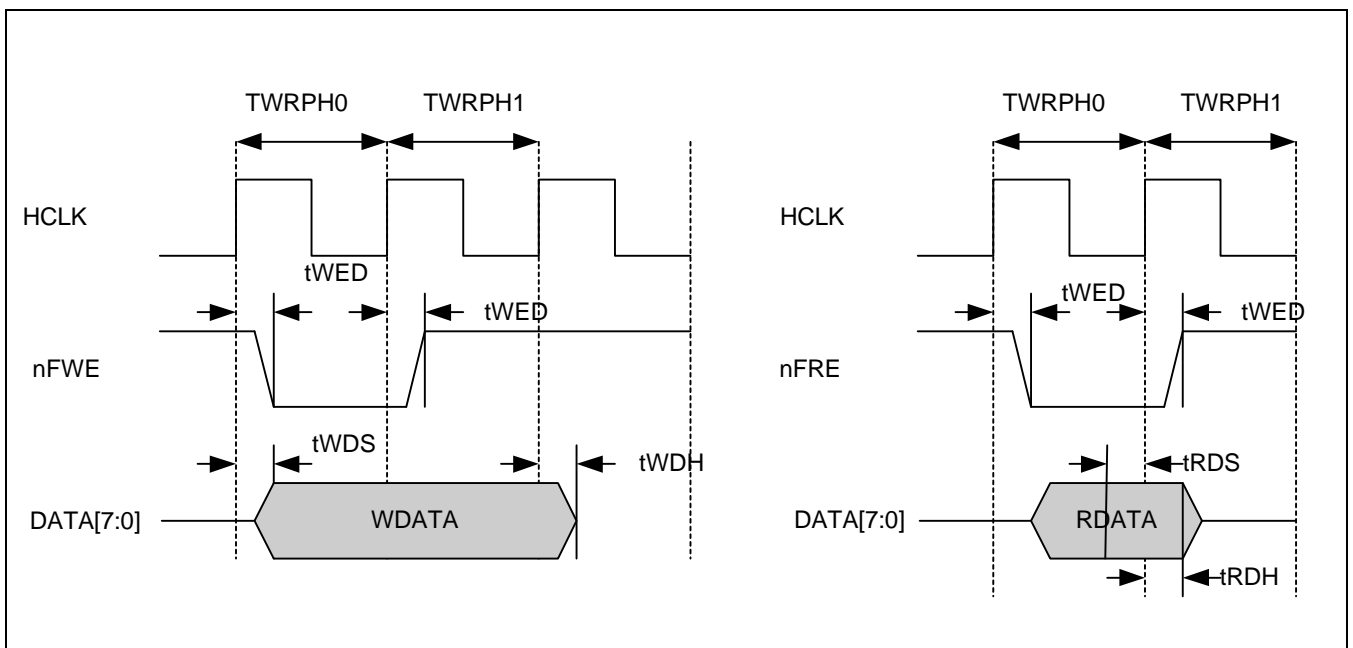 TWRPH0 TWRPH1
HCLK
tWED
tWED
nFWE
tWDS
tWDH
DATA[7:0]
WDATA
TWRPH0 TWRPH1
HCLK
tWED
tWED
nFRE
tRDS
DATA[7:0]
RDATA
tRDH